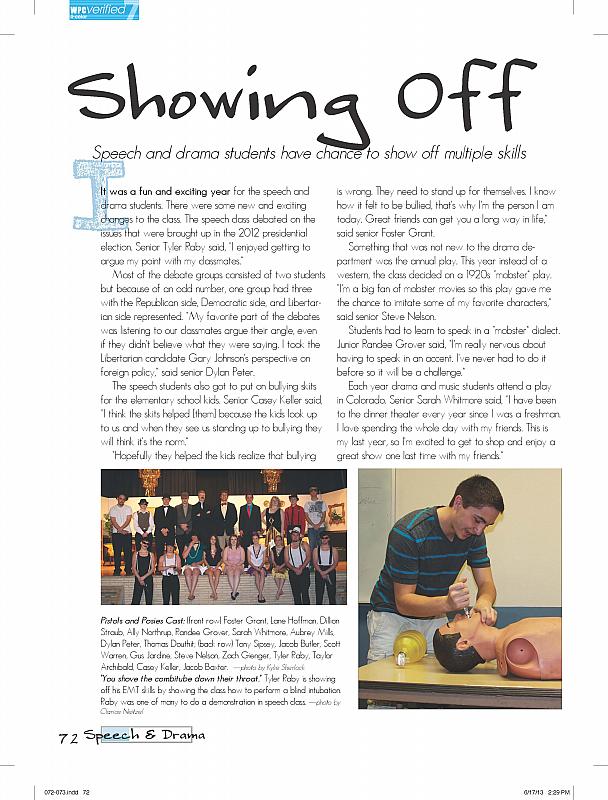 WPC verified 7
4-color
Showing Off
Speech and drama students have chance to show off multiple skills
It was a fun and exciting year for the speech and
drama students. There were some new and exciting
changes to the class. The speech class debated on the
issues that were brought up in the 2012 presidential
election. Senior Tyler Raby said, "I enjoyed getting to
argue my point with my classmates."
Most of the debate groups consisted of two students
but because of an odd number, one group had three
with the Republican side, Democratic side, and Libertar-
ian side represented. "My favorite part of the debates
was listening to our classmates argue their angle, even
if they didn't believe what they were saying. I took the
Libertarian candidate Gary Johnson's perspective on
foreign policy," said senior Dylan Peter.
The speech students also got to put on bullying skits
for the elementary school kids. Senior Casey Keller said,
"I think the skits helped [them] because the kids look up
to us and when they see us standing up to bullying they
will think it's the norm."
"Hopefully they helped the kids realize that bullying
is wrong. They need to stand up for themselves. I know
how it felt to be bullied, that's why I'm the person I am
today. Great friends can get you a long way in life,"
said senior Foster Grant.
Something that was not new to the drama de-
partment was the annual play. This year instead of a
western, the class decided on a 1920s "mobster" play.
"I'm a big fan of mobster movies so this play gave me
the chance to imitate some of my favorite characters,"
said senior Steve Nelson.
Students had to learn to speak in a "mobster" dialect.
Junior Randee Grover said, "I'm really nervous about
having to speak in an accent. I've never had to do it
before so it will be a challenge."
Each year drama and music students attend a play
in Colorado. Senior Sarah Whitmore said, "I have been
to the dinner theater every year since I was a freshman.
I love spending the whole day with my friends. This is
my last year, so I'm excited to get to shop and enjoy a
great show one last time with my friends."
Pistols and Posies Cast: (front row) Foster Grant, Lane Hoffman, Dillion
Straub, Ally Northrup, Randee Grover, Sarah Whitmore, Aubrey Mills,
Dylan Peter, Thomas Douthit; (back row) Tony Sipsey, Jacob Butler, Scott
Warren, Gus Jardine, Steve Nelson, Zach Gienger, Tyler Raby, Taylor
Archibald, Casey Keller, Jacob Baxter. —photo by Kylie Sherlock
"You shove the combitube down their throat." Tyler Raby is showing
off his EMT skills by showing the class how to perform a blind intubation.
Raby was one of many to do a demonstration in speech class. —photo by
72 Speech & Drama
072-073.indd 72
6/17/13 2:29 PM